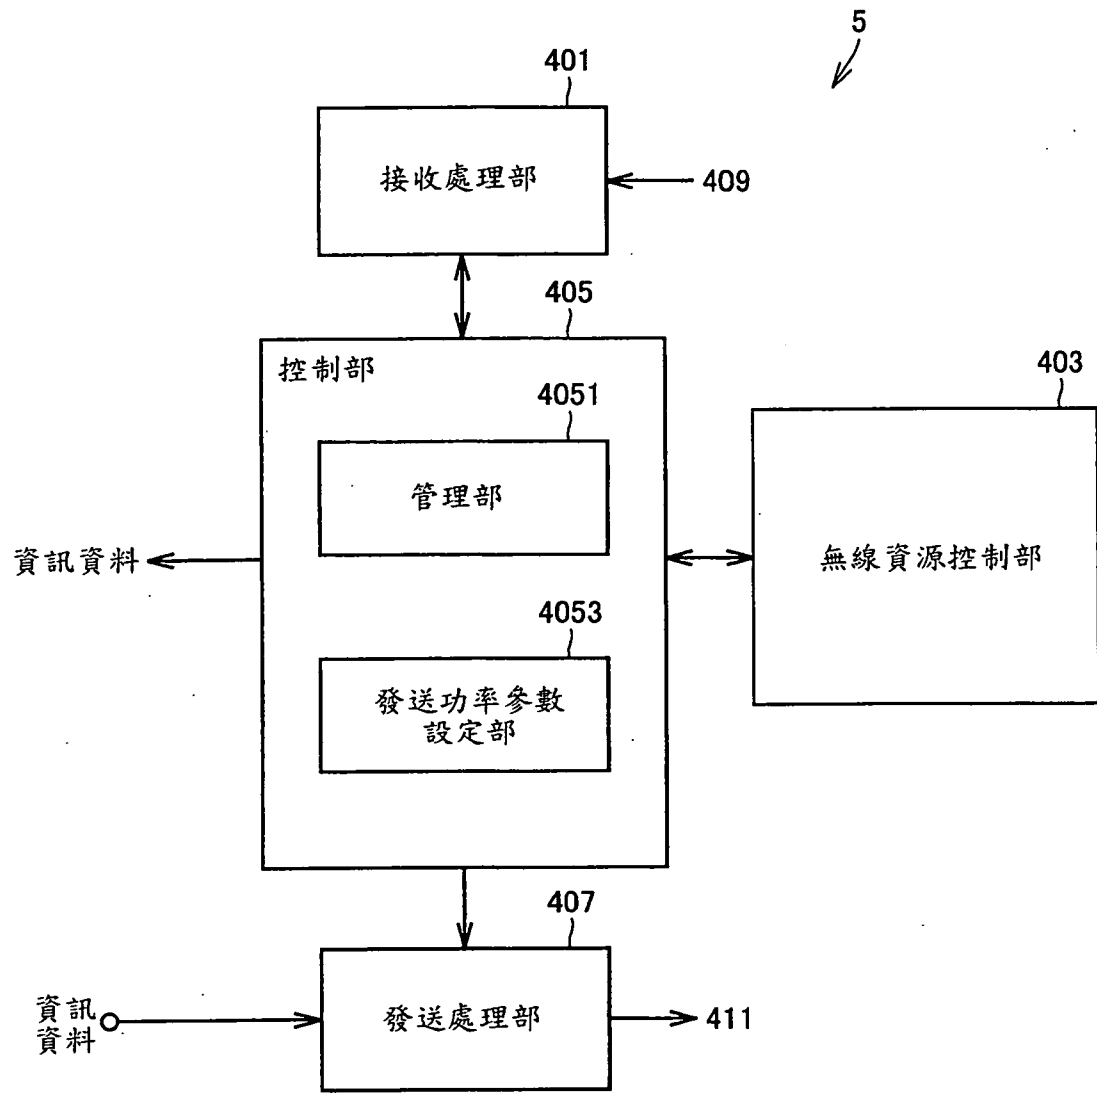 5
401
接收處理部
409
405
控制部
403
4051
管理部
資訊資料
無線資源控制部
4053
發送功率參數
設定部
407
資訊
資料
發送處理部
411